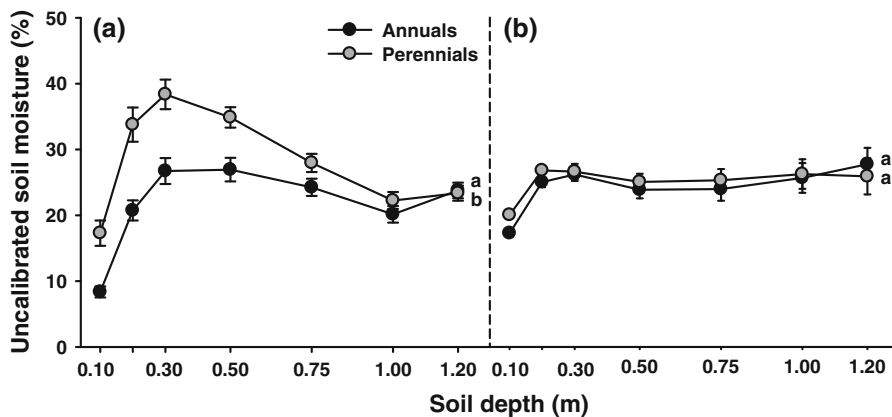 Uncalibrated soil moisture (%)
50
40
30
20
10
0
(a)
Annuals
Perennials
a
b
(b)
a
a
0.10 0.30 0.50 0.75 1.00 1.20 0.10 0.30 0.50 0.75 1.00 1.20
Soil depth (m)